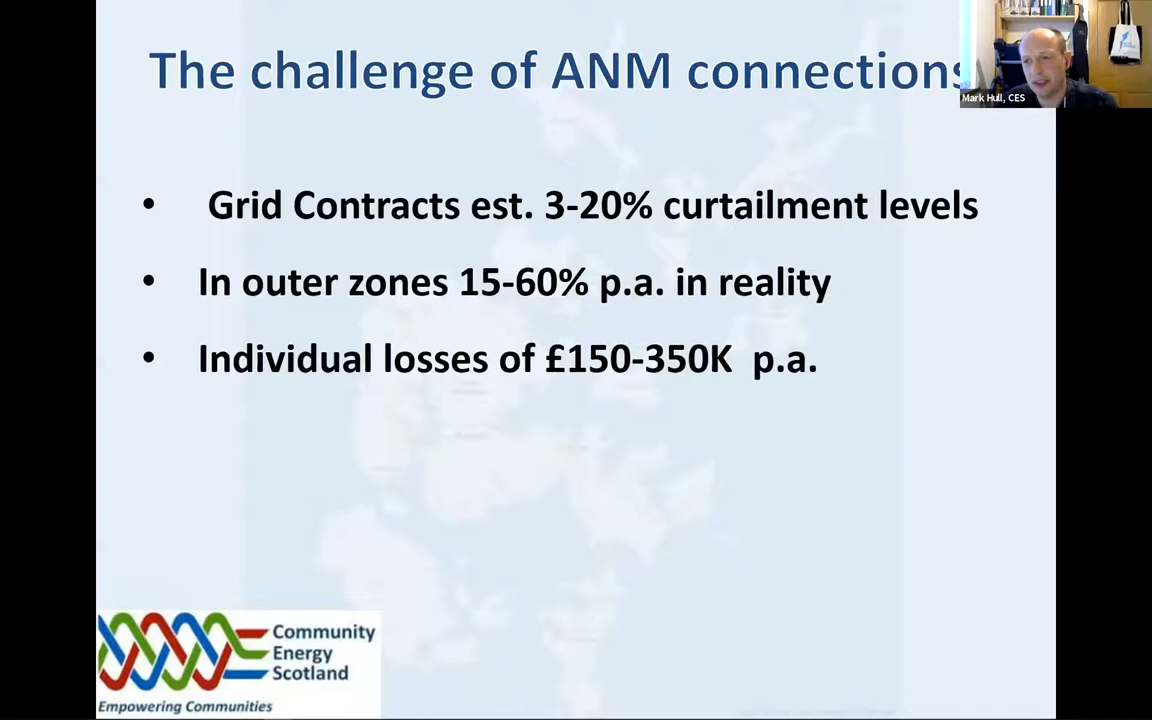 The challenge of ANM connections
Mark Hull, CES
• Grid Contracts est. 3-20% curtailment levels
• In outer zones 15-60% p.a. in reality
• Individual losses of £150-350K p.a.
Community
Energy
Scotland
Empowering Communities